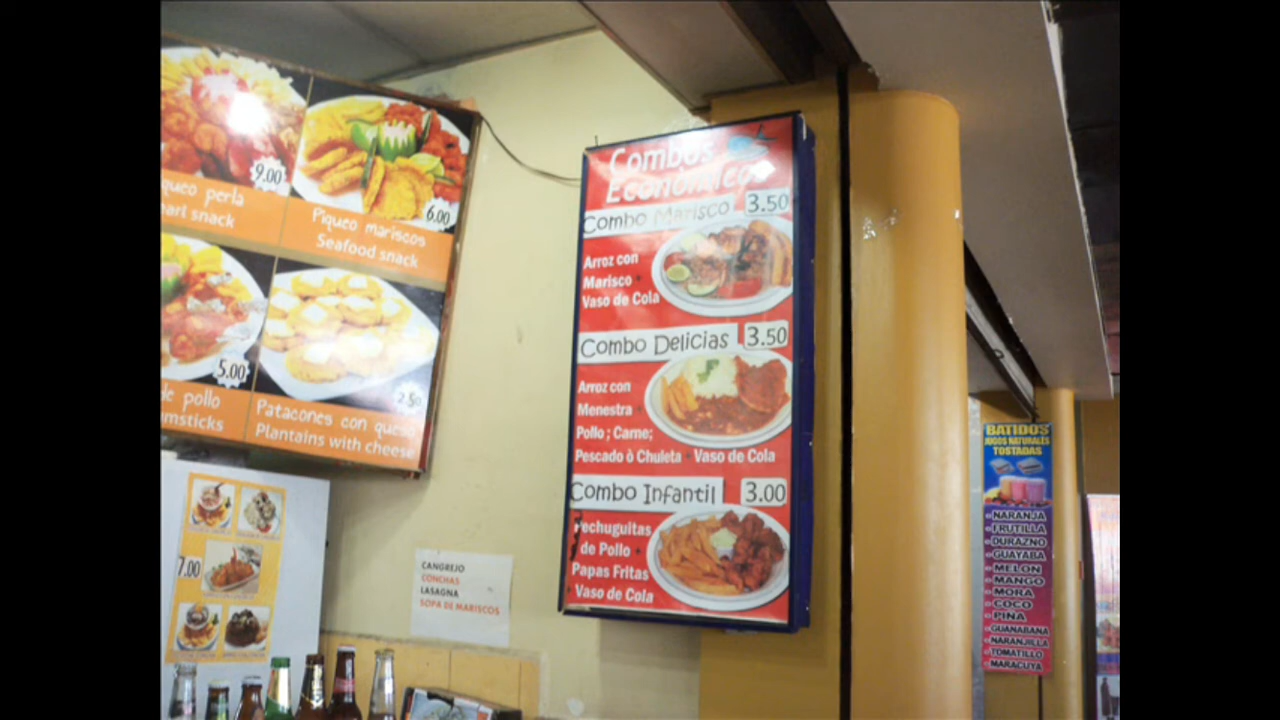 9.00
queo perla
art snack
6.00
Piqueo mariscos
Seafood snack
5.00
de pollo
msticks
2.50
Patacones con queso
Plantains with cheese
7.00
CANGREJO
CONCHAS
LASAGNA
SOPA DE MARISCOS
Combos
Económicos
Combo Marisco 3.50
Arroz con
Marisco
Vaso de Cola
Combo Delicias 3.50
Arroz con
Menestra
Pollo ; Carne;
Pescado ò Chuleta Vaso de Cola
Combo Infantil 3.00
Pechuguitas
de Pollo
Papas Fritas
Vaso de Cola
BATIDOS
JUGOS NATURALES
TOSTADAS
- NARANJA
- FRUTILLA
- DURAZNO
- GUAYABA
- MELON
- MANGO
- MORA
- COCO
- PIÑA
- GUANABANA
- NARANJILLA
- TOMATILLO
- MARACUYA